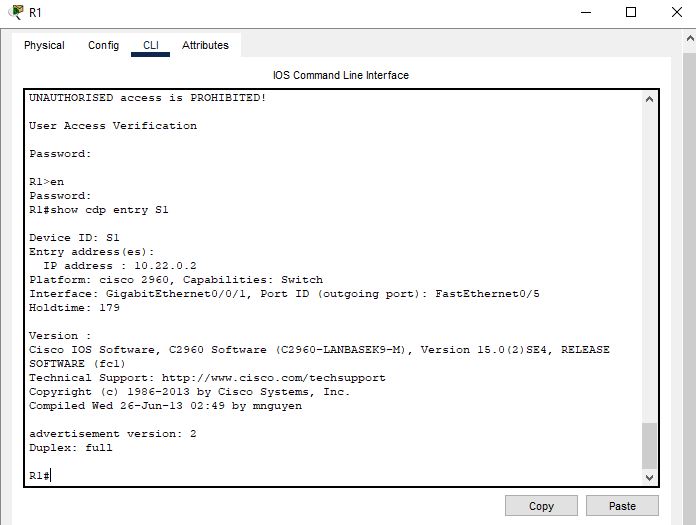 R1
Physical Config CLI Attributes
IOS Command Line Interface
UNAUTHORISED access is PROHIBITED!
User Access Verification
Password:
R1>en
Password:
R1#show cdp entry S1
Device ID: S1
Entry address(es):
IP address : 10.22.0.2
Platform: cisco 2960, Capabilities: Switch
Interface: GigabitEthernet0/0/1, Port ID (outgoing port): FastEthernet0/5
Holdtime: 179
Version :
Cisco IOS Software, C2960 Software (C2960-LANBASEK9-M), Version 15.0(2)SE4, RELEASE
SOFTWARE (fc1)
Technical Support: http://www.cisco.com/techsupport
Copyright (c) 1986-2013 by Cisco Systems, Inc.
Compiled Wed 26-Jun-13 02:49 by mnguyen
advertisement version: 2
Duplex: full
R1#
Copy Paste